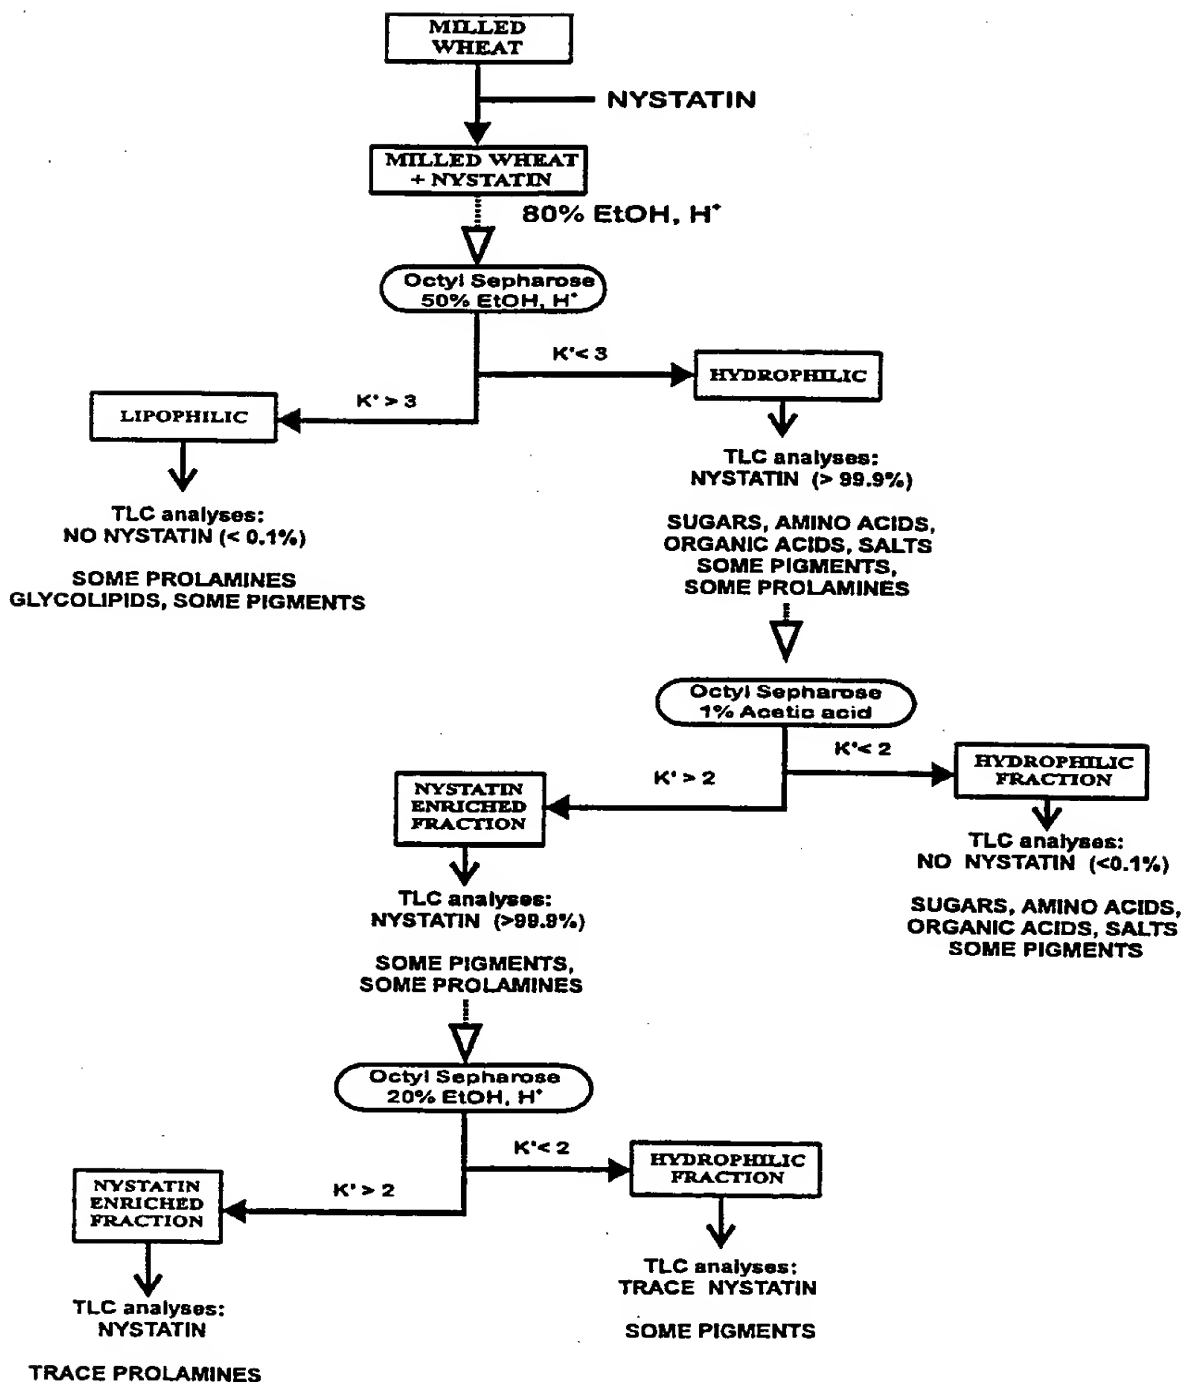 MILLED
WHEAT
NYSTATIN
MILLED WHEAT
+ NYSTATIN
80% EtOH, H⁺
Octyl Sepharose
50% EtOH, H⁺
K'< 3
HYDROPHILIC
K' > 3
LIPOPHILIC
TLC analyses:
NYSTATIN (> 99.9%)
SUGARS, AMINO ACIDS,
ORGANIC ACIDS, SALTS
SOME PIGMENTS,
SOME PROLAMINES
TLC analyses:
NO NYSTATIN (< 0.1%)
SOME PROLAMINES
GLYCOLIPIDS, SOME PIGMENTS
Octyl Sepharose
1% Acetic acid
K'< 2
HYDROPHILIC
FRACTION
K' > 2
NYSTATIN
ENRICHED
FRACTION
TLC analyses:
NO NYSTATIN (<0.1%)
SUGARS, AMINO ACIDS,
ORGANIC ACIDS, SALTS
SOME PIGMENTS
TLC analyses:
NYSTATIN (>99.9%)
SOME PIGMENTS,
SOME PROLAMINES
Octyl Sepharose
20% EtOH, H⁺
K'< 2
HYDROPHILIC
FRACTION
K' > 2
NYSTATIN
ENRICHED
FRACTION
TLC analyses:
TRACE NYSTATIN
SOME PIGMENTS
TLC analyses:
NYSTATIN
TRACE PROLAMINES